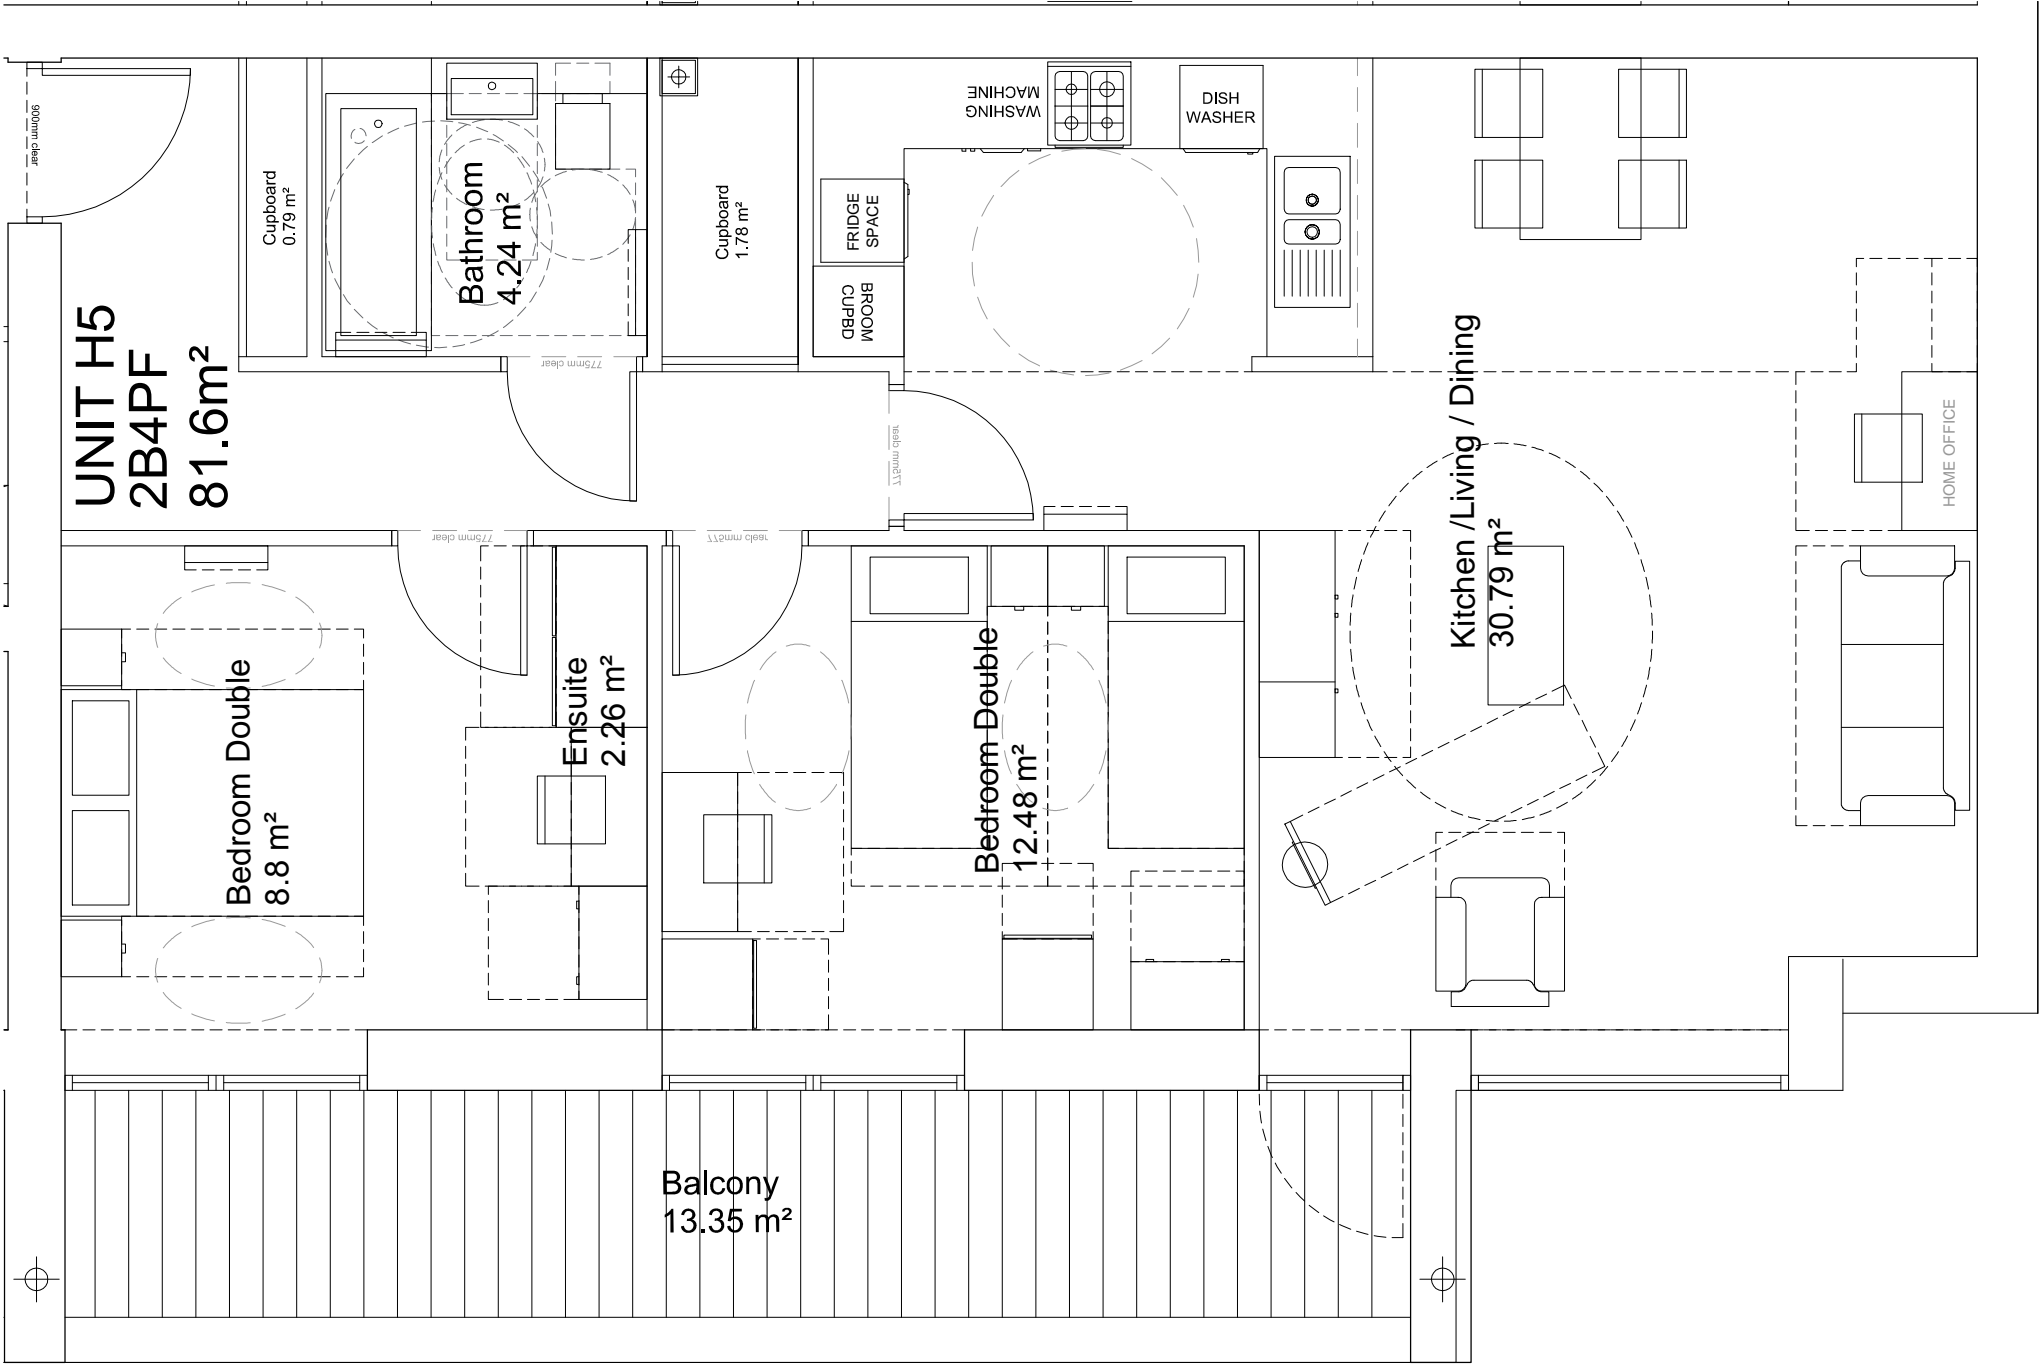 900mm clear
UNIT H5
2B4PF
81.6m²
Cupboard
0.79 m²
Bathroom
4.24 m²
775mm clear
Cupboard
1.78 m²
WASHING
MACHINE
DISH
WASHER
FRIDGE
SPACE
BROOM
CUPBD
775mm clear
Kitchen /Living / Dining
30.79 m²
HOME OFFICE
775mm clear
775mm clear
Bedroom Double
8.8 m²
Ensuite
2.26 m²
Bedroom Double
12.48 m²
Balcony
13.35 m²